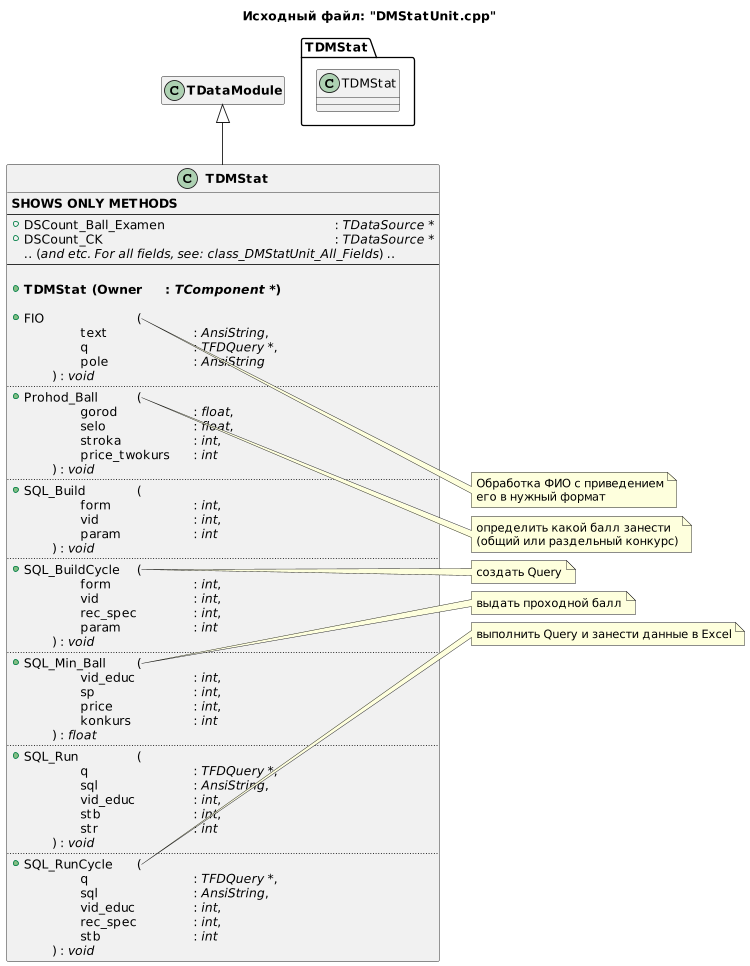 Исходный файл: "DMStatUnit.cpp"
TDMStat
C TDMStat
C TDataModule
C TDMStat
SHOWS ONLY METHODS
DSCount_Ball_Examen : TDataSource *
DSCount_CK : TDataSource *
.. (and etc. For all fields, see: class_DMStatUnit_All_Fields) ..
TDMStat (Owner : TComponent *)
FIO (
text : AnsiString,
q : TFDQuery *,
pole : AnsiString
) : void
Prohod_Ball (
gorod : float,
selo : float,
stroka : int,
price_twokurs : int
) : void
SQL_Build (
form : int,
vid : int,
param : int
) : void
SQL_BuildCycle (
form : int,
vid : int,
rec_spec : int,
param : int
) : void
SQL_Min_Ball (
vid_educ : int,
sp : int,
price : int,
konkurs : int
) : float
SQL_Run (
q : TFDQuery *,
sql : AnsiString,
vid_educ : int,
stb : int,
str : int
) : void
SQL_RunCycle (
q : TFDQuery *,
sql : AnsiString,
vid_educ : int,
rec_spec : int,
stb : int
) : void
Обработка ФИО с приведением
его в нужный формат
определить какой балл занести
(общий или раздельный конкурс)
создать Query
выдать проходной балл
выполнить Query и занести данные в Excel